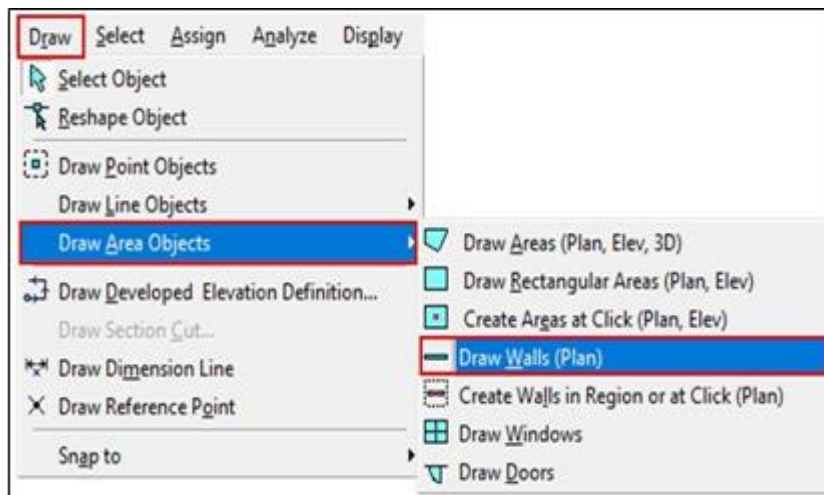 Draw Select Assign Analyze Display
Select Object
Reshape Object
Draw Point Objects
Draw Line Objects
Draw Area Objects
Draw Developed Elevation Definition...
Draw Section Cut...
Draw Dimension Line
Draw Reference Point
Snap to
Draw Areas (Plan, Elev, 3D)
Draw Rectangular Areas (Plan, Elev)
Create Areas at Click (Plan, Elev)
Draw Walls (Plan)
Create Walls in Region or at Click (Plan)
Draw Windows
Draw Doors